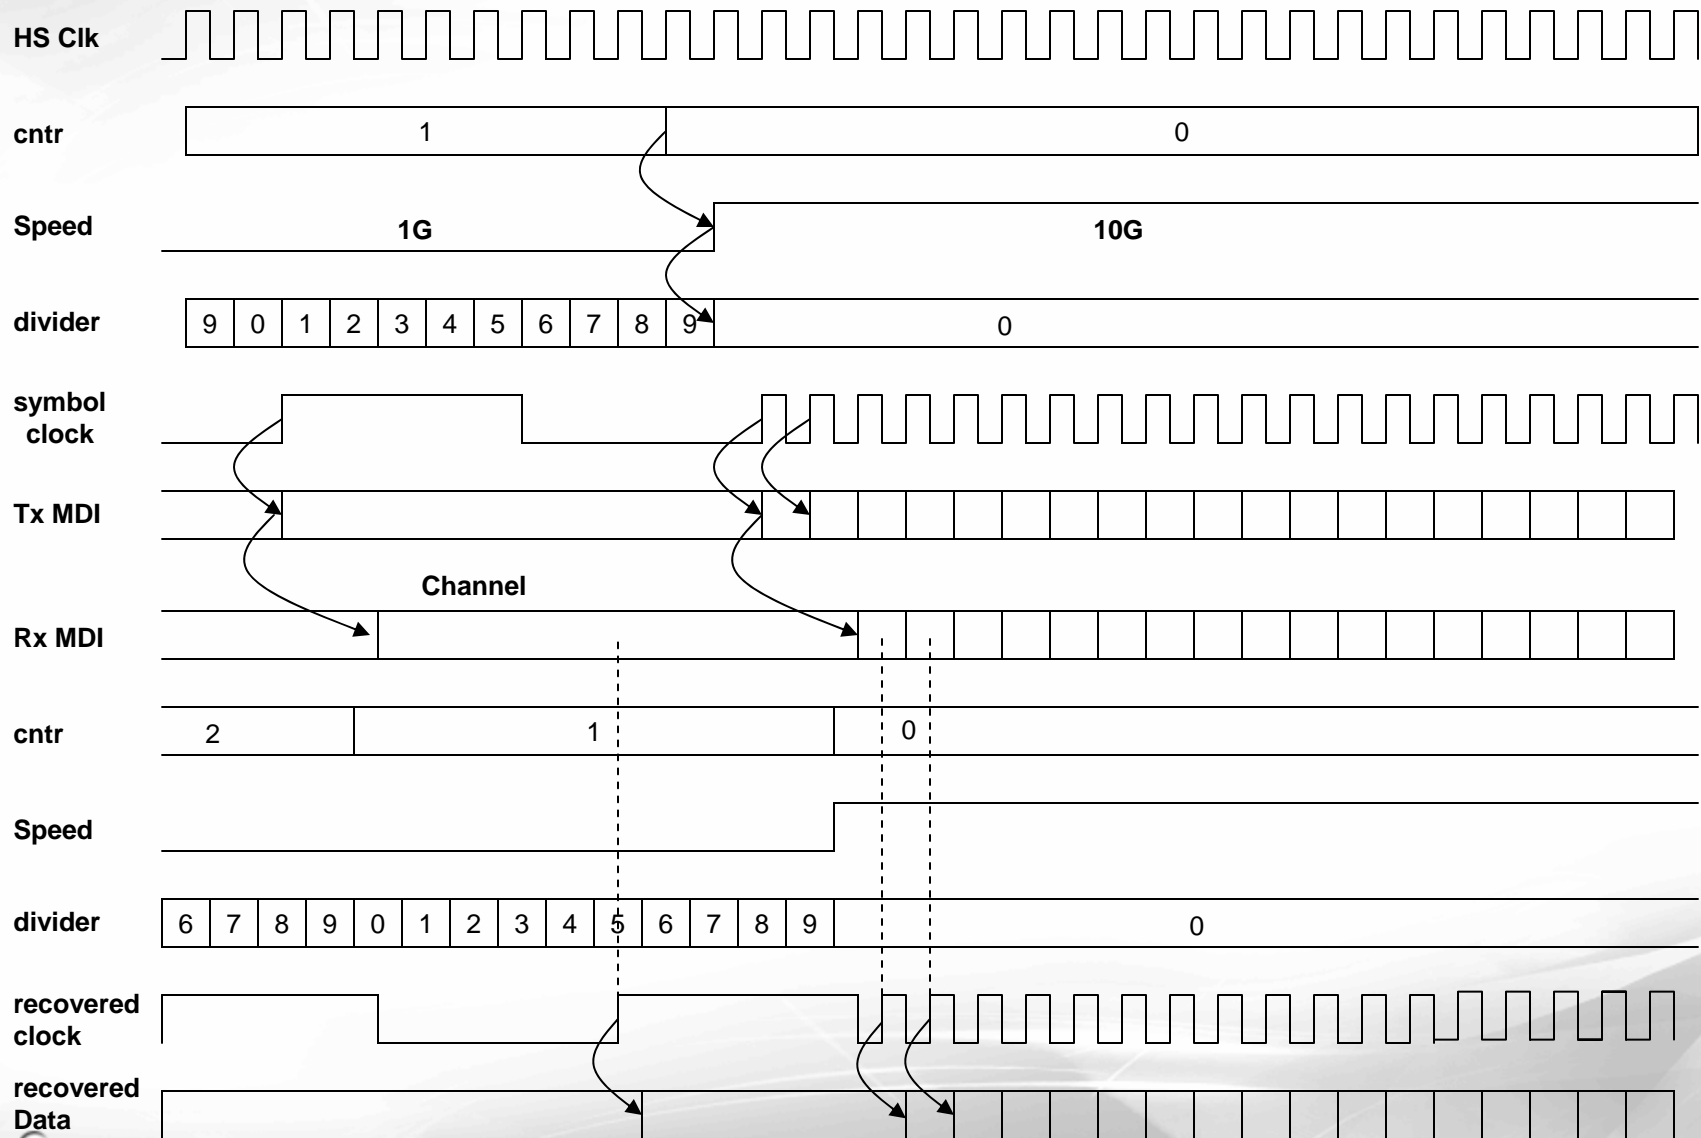 HS Clk
cntr
1
0
Speed
1G
10G
divider
9 0 1 2 3 4 5 6 7 8 9
0
symbol
clock
Tx MDI
Channel
Rx MDI
cntr
2
1
0
Speed
divider
6 7 8 9 0 1 2 3 4 5 6 7 8 9
0
recovered
clock
recovered
Data